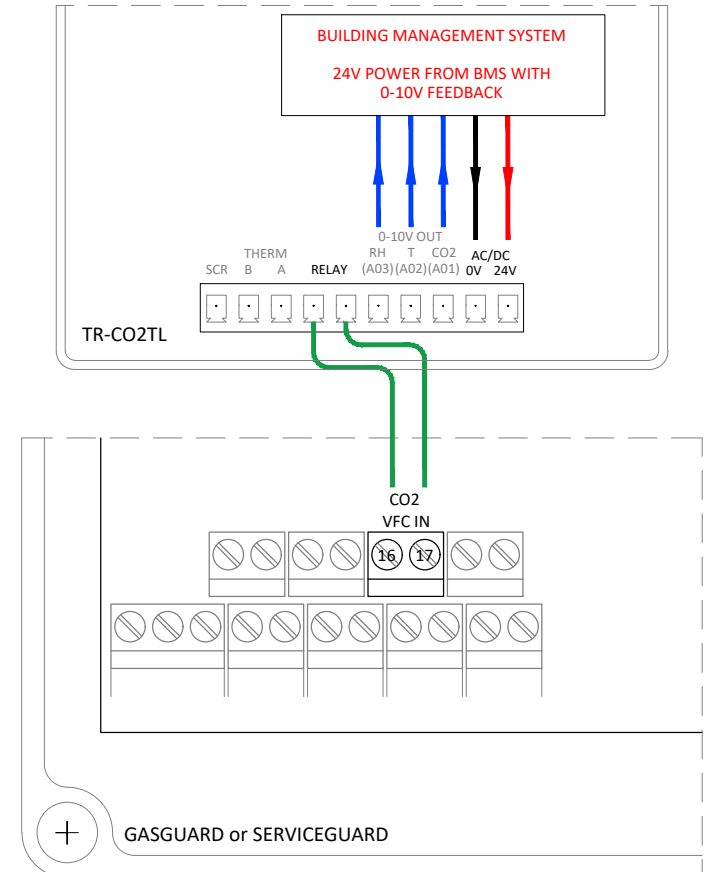 BUILDING MANAGEMENT SYSTEM
24V POWER FROM BMS WITH
0-10V FEEDBACK
0-10V OUT
THERM
RH T CO2 AC/DC
SCR B A RELAY (A03) (A02) (A01) 0V 24V
TR-CO2TL
CO2
VFC IN
16 17
GASGUARD or SERVICEGUARD